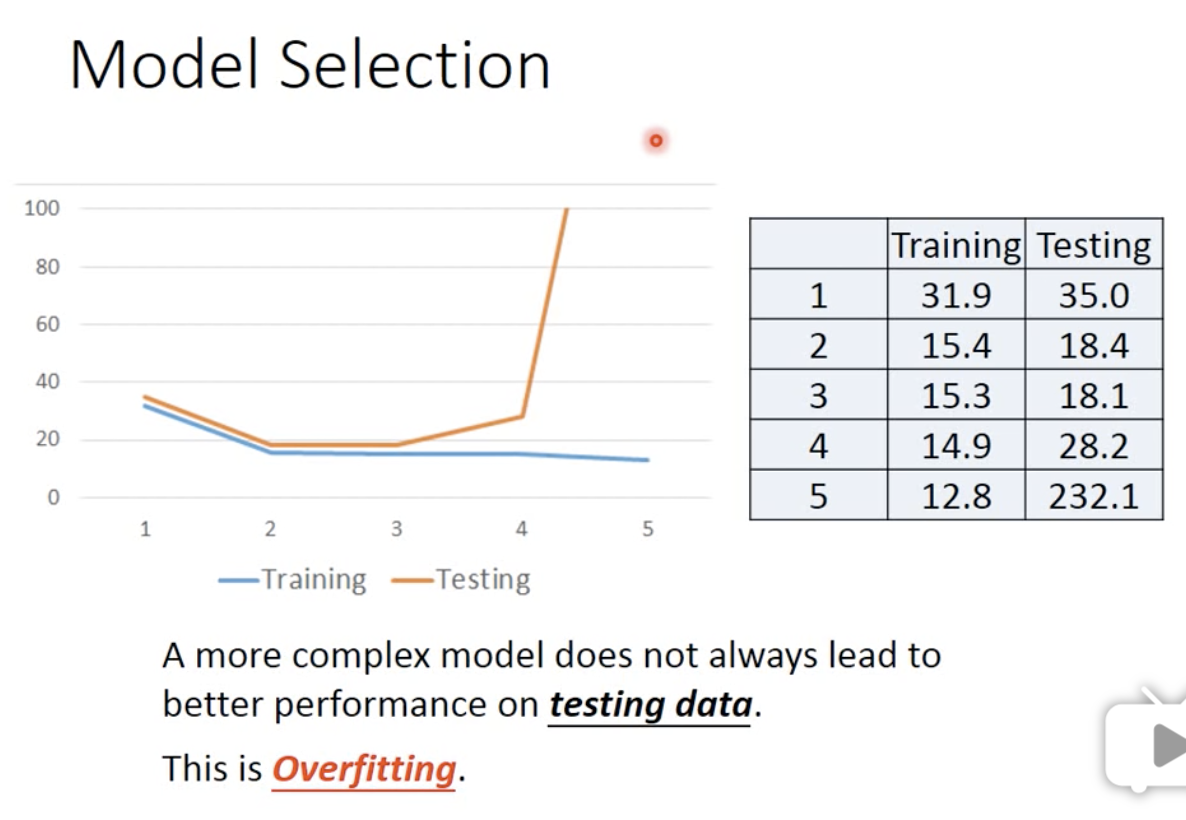 Model Selection
100
80
60
40
20
0
1 2 3 4 5
Training Testing
Training Testing
1 31.9 35.0
2 15.4 18.4
3 15.3 18.1
4 14.9 28.2
5 12.8 232.1
A more complex model does not always lead to
better performance on testing data.
This is Overfitting.